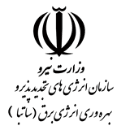 وزارت نیرو
سازمان انرژی های تجدیدپذیر و
بهره وری انرژی برق ( ساتبا )